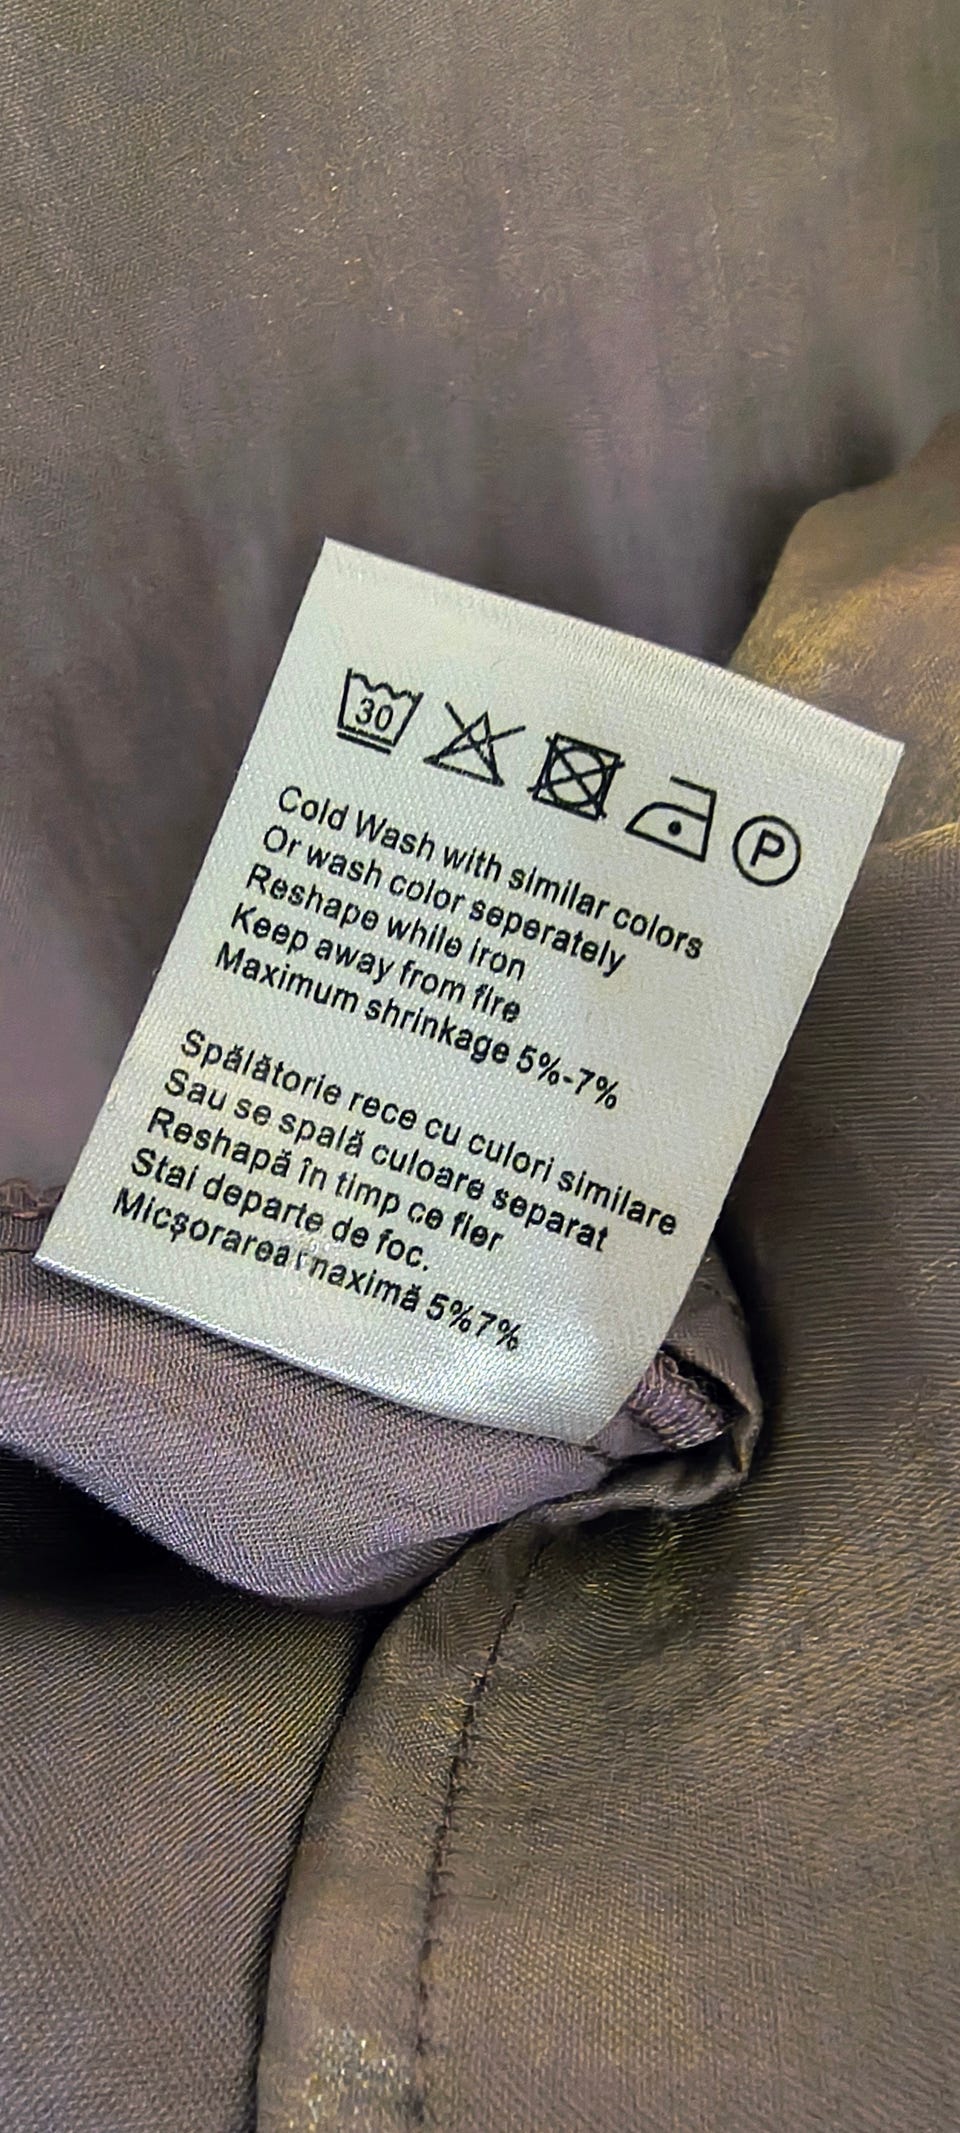 30
P
Cold Wash with similar colors
Or wash color seperately
Reshape while iron
Keep away from fire
Maximum shrinkage 5%-7%
Spălătorie rece cu culori similare
Sau se spală culoare separat
Reshapă în timp ce fier
Stai departe de foc.
Micșorarea maximă 5%7%